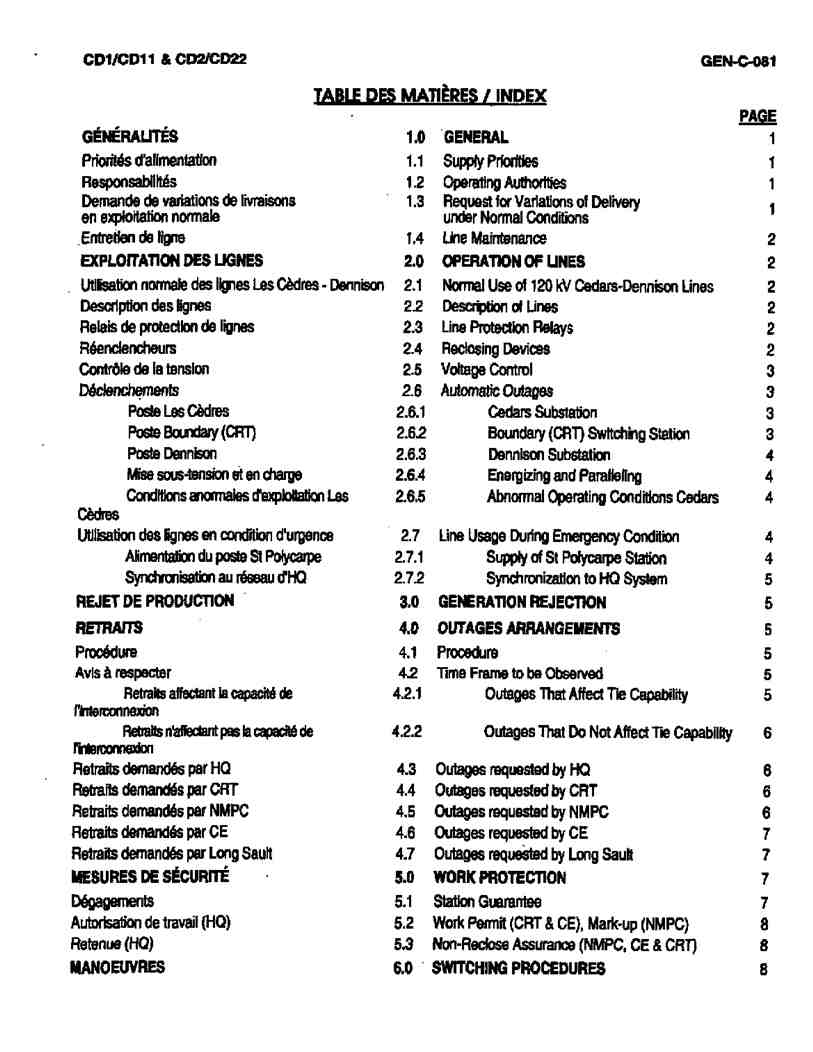 CD1/CD11 & CD2/CD22 GEN-C-081
TABLE DES MATIÈRES / INDEX
PAGE
GÉNÉRALITÉS 1.0 GENERAL 1
Priorités d'alimentation 1.1 Supply Priorities 1
Responsabilités 1.2 Operating Authorities 1
Demande de variations de livraisons 1.3 Request for Variations of Delivery
en exploitation normale under Normal Conditions 1
Entretien de ligne 1.4 Line Maintenance 2
EXPLOITATION DES LIGNES 2.0 OPERATION OF LINES 2
Utilisation normale des lignes Les Cèdres - Dennison 2.1 Normal Use of 120 kV Cedars-Dennison Lines 2
Description des lignes 2.2 Description of Lines 2
Relais de protection de lignes 2.3 Line Protection Relays 2
Réenclencheurs 2.4 Reclosing Devices 2
Contrôle de la tension 2.5 Voltage Control 3
Déclenchements 2.6 Automatic Outages 3
Poste Les Cèdres 2.6.1 Cedars Substation 3
Poste Boundary (CRT) 2.6.2 Boundary (CRT) Switching Station 3
Poste Dennison 2.6.3 Dennison Substation 4
Mise sous-tension et en charge 2.6.4 Energizing and Paralleling 4
Conditions anormales d'exploitation Les 2.6.5 Abnormal Operating Conditions Cedars 4
Cèdres
Utilisation des lignes en condition d'urgence 2.7 Line Usage During Emergency Condition 4
Alimentation du poste St Polycarpe 2.7.1 Supply of St Polycarpe Station 4
Synchronisation au réseau d'HQ 2.7.2 Synchronization to HQ System 5
REJET DE PRODUCTION 3.0 GENERATION REJECTION 5
RETRAITS 4.0 OUTAGES ARRANGEMENTS 5
Procédure 4.1 Procedure 5
Avis à respecter 4.2 Time Frame to be Observed 5
Retraits affectant la capacité de 4.2.1 Outages That Affect Tie Capability 5
l'interconnexion
Retraits n'affectant pas la capacité de 4.2.2 Outages That Do Not Affect Tie Capability 6
l'interconnexion
Retraits demandés par HQ 4.3 Outages requested by HQ 6
Retraits demandés par CRT 4.4 Outages requested by CRT 6
Retraits demandés par NMPC 4.5 Outages requested by NMPC 6
Retraits demandés par CE 4.6 Outages requested by CE 7
Retraits demandés par Long Sault 4.7 Outages requested by Long Sault 7
MESURES DE SÉCURITÉ 5.0 WORK PROTECTION 7
Dégagements 5.1 Station Guarantee 7
Autorisation de travail (HQ) 5.2 Work Permit (CRT & CE), Mark-up (NMPC) 8
Retenue (HQ) 5.3 Non-Reclose Assurance (NMPC, CE & CRT) 8
MANOEUVRES 6.0 SWITCHING PROCEDURES 8